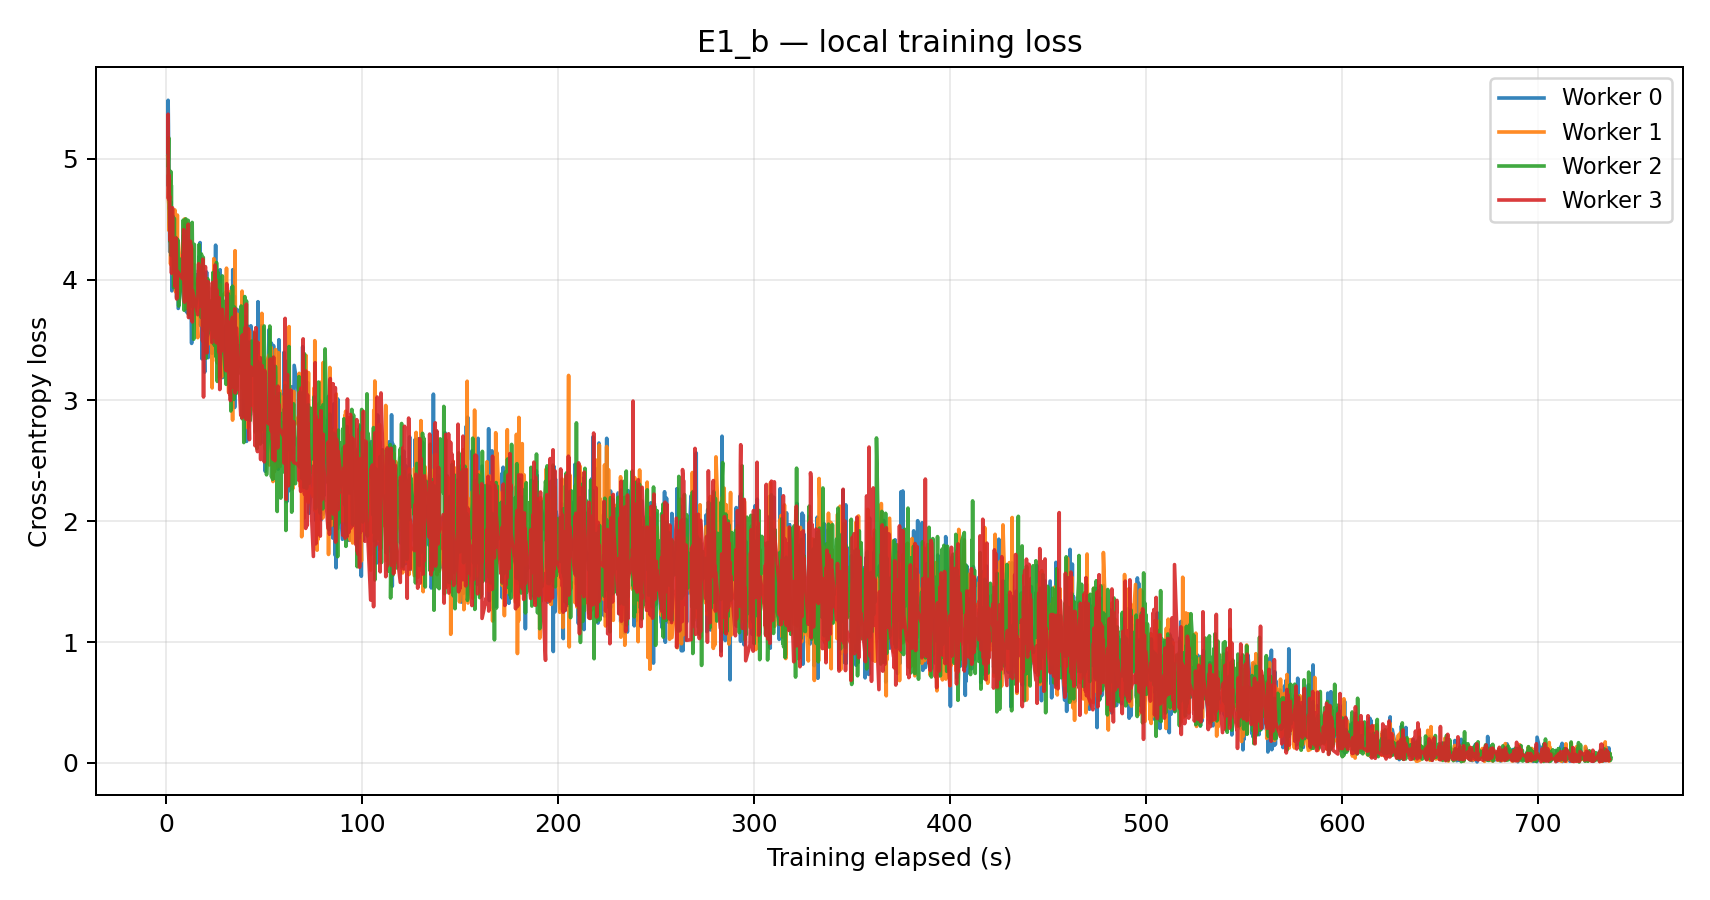 E1_b — local training loss
Worker 0
Worker 1
Worker 2
Worker 3
Cross-entropy loss
5
4
3
2
1
0
0 100 200 300 400 500 600 700
Training elapsed (s)